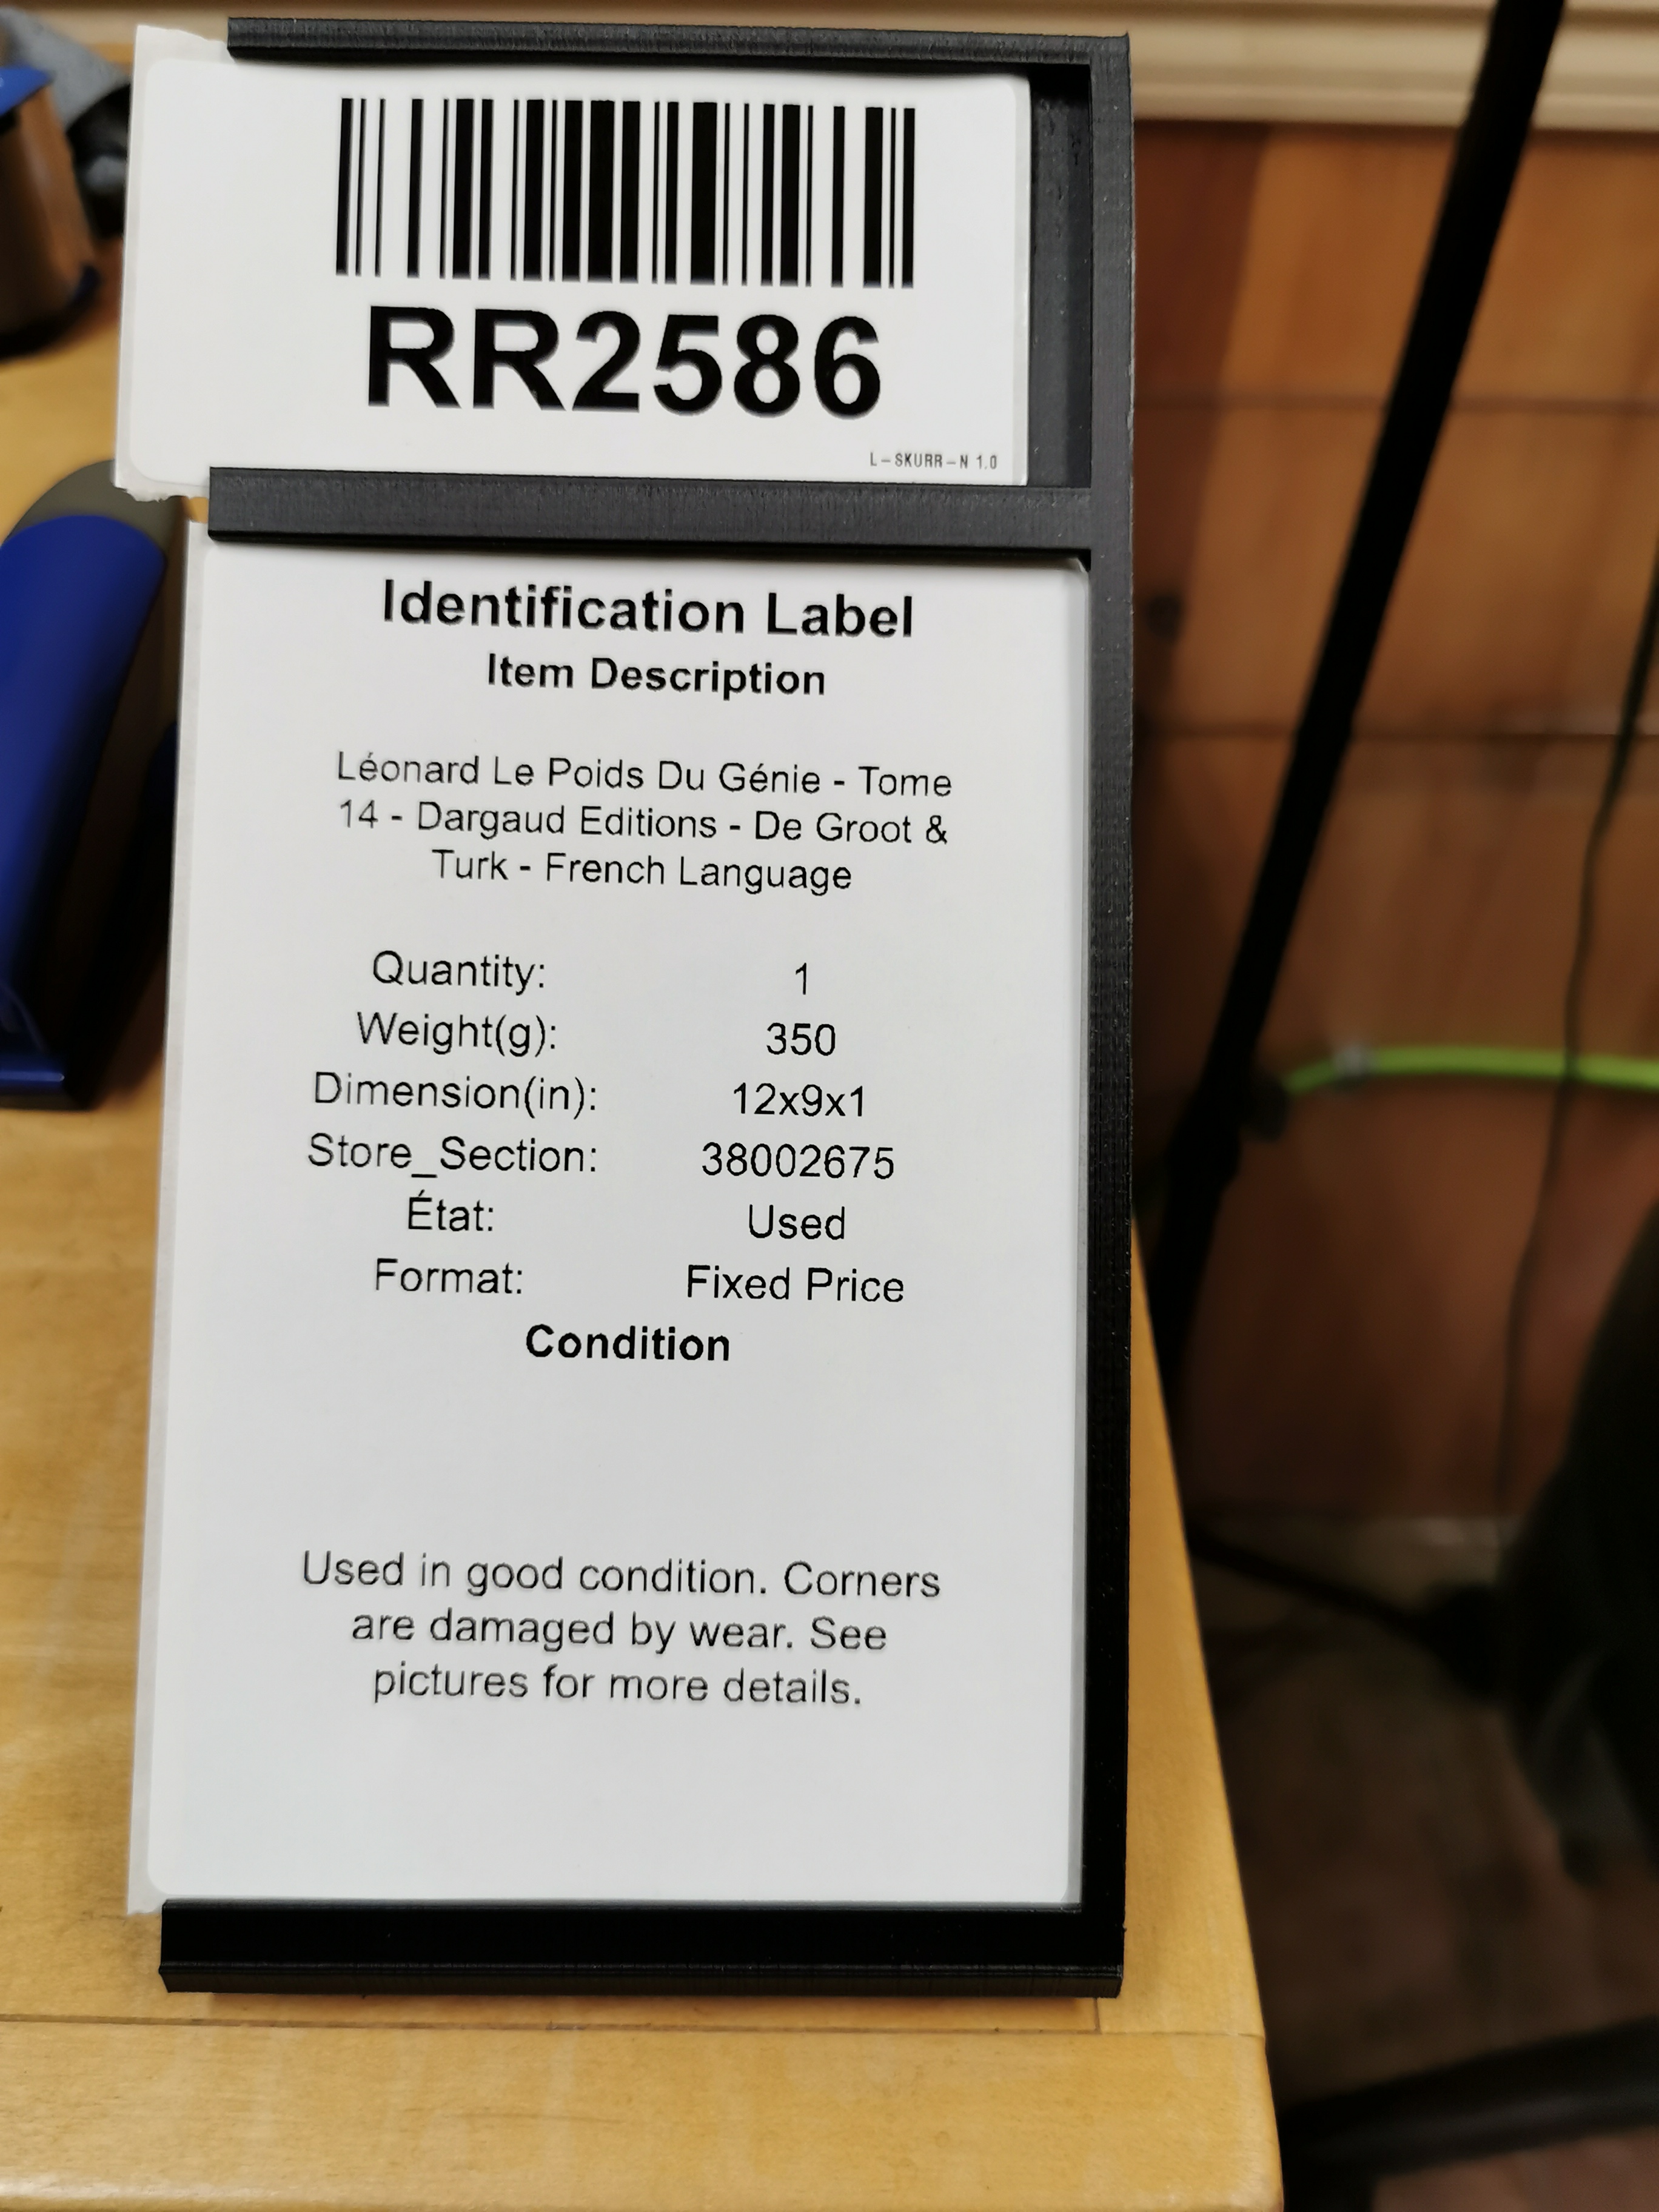 RR2586
L-SKURR-N 1.0
Identification Label
Item Description
Léonard Le Poids Du Génie - Tome
14 - Dargaud Editions - De Groot &
Turk - French Language
Quantity: 1
Weight(g): 350
Dimension(in): 12x9x1
Store_Section: 38002675
État: Used
Format: Fixed Price
Condition
Used in good condition. Corners
are damaged by wear. See
pictures for more details.